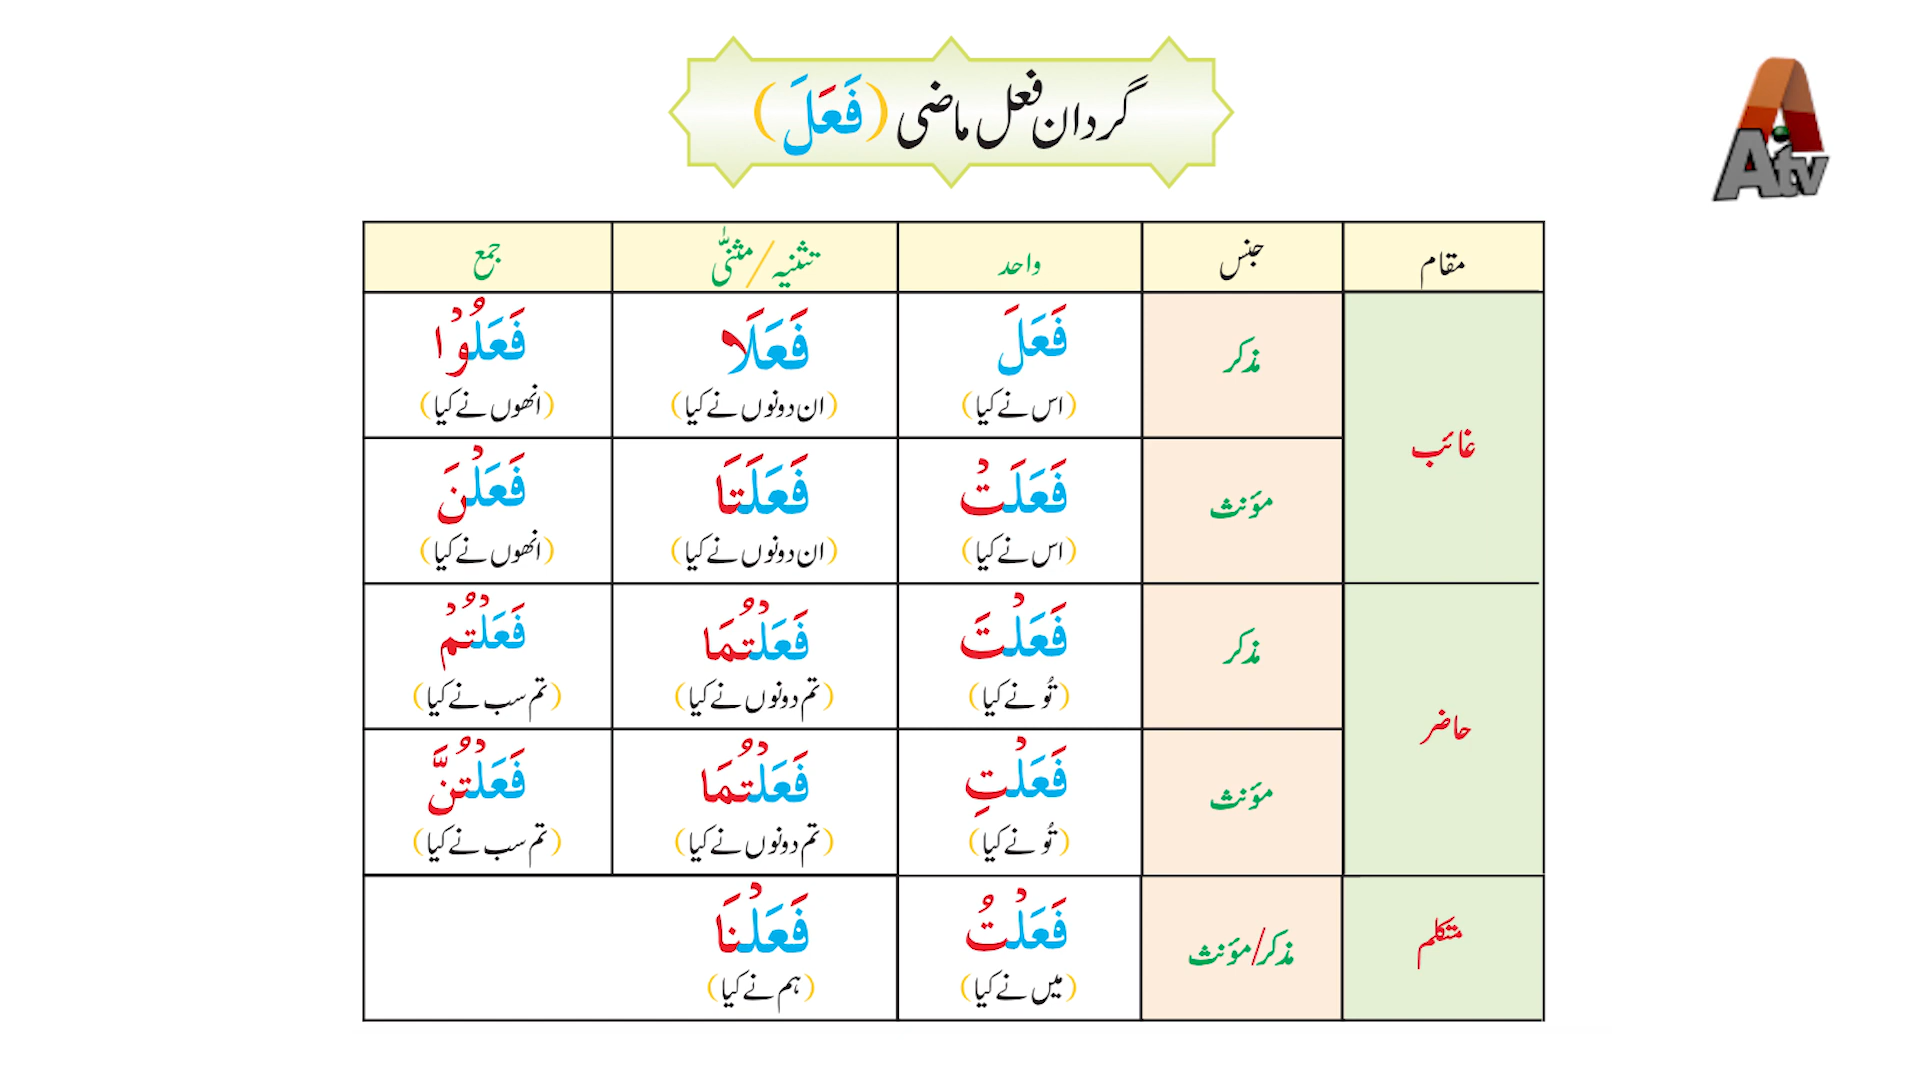 گردان فعل ماضی (فَعَلَ)
Aitv
مقام جنس واحد تثنیہ/مثنیّٰ جمع
غائب
مذکر فَعَلَ فَعَلَا فَعَلُوْا
(اس نے کیا) (ان دونوں نے کیا) (انھوں نے کیا)
مؤنث فَعَلَتْ فَعَلَتَا فَعَلْنَ
(اس نے کیا) (ان دونوں نے کیا) (انھوں نے کیا)
حاضر
مذکر فَعَلْتَ فَعَلْتُمَا فَعَلْتُمْ
(تُو نے کیا) (تم دونوں نے کیا) (تم سب نے کیا)
مؤنث فَعَلْتِ فَعَلْتُمَا فَعَلْتُنَّ
(تُو نے کیا) (تم دونوں نے کیا) (تم سب نے کیا)
متکلم مذکر/مؤنث فَعَلْتُ فَعَلْنَا
(میں نے کیا) (ہم نے کیا)